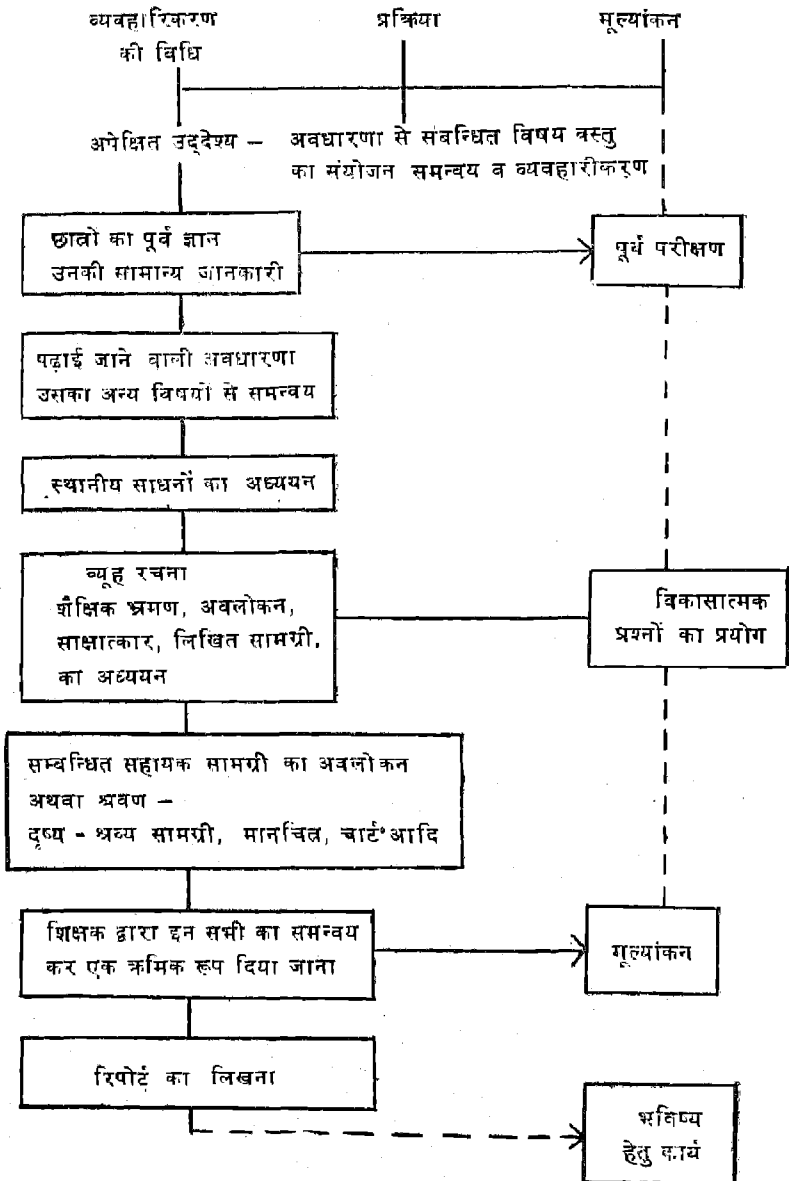 व्यवहारिकरण
की विधि
प्रक्रिया
मूल्यांकन
अपेक्षित उद्देश्य – अवधारणा से संबन्धित विषय वस्तु
का संयोजन समन्वय व व्यवहारीकरण
छात्रों का पूर्व ज्ञान
उनकी सामान्य जानकारी
पूर्व परीक्षण
पढ़ाई जाने वाली अवधारणा
उसका अन्य विषयों से समन्वय
स्थानीय साधनों का अध्ययन
व्यूह रचना
शैक्षिक भ्रमण, अवलोकन,
साक्षात्कार, लिखित सामग्री,
का अध्ययन
विकासात्मक
प्रश्नों का प्रयोग
सम्बन्धित सहायक सामग्री का अवलोकन
अथवा श्रवण –
दृष्य - श्रव्य सामग्री, मानचित्र, चार्ट आदि
शिक्षक द्वारा इन सभी का समन्वय
कर एक क्रमिक रूप दिया जाना
मूल्यांकन
रिपोर्ट का लिखना
भविष्य
हेतु कार्य